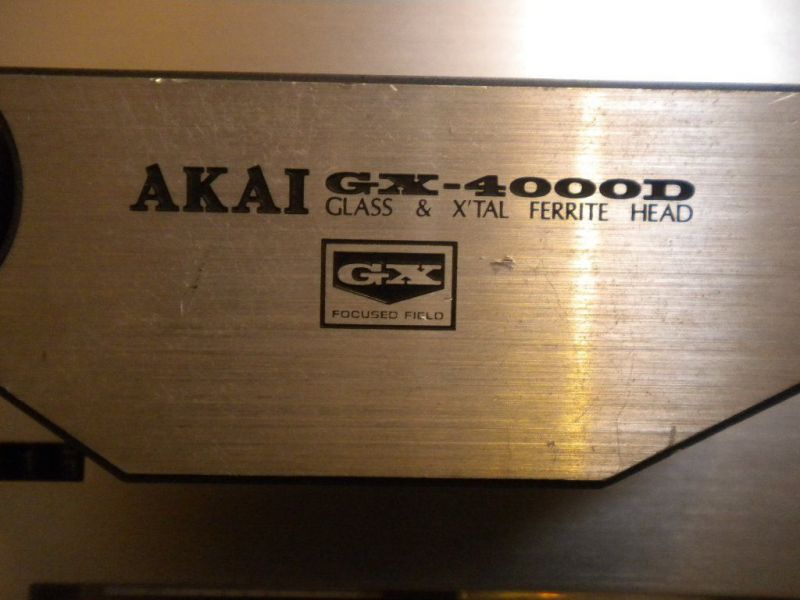 AKAI GX-4000D
GLASS & X'TAL FERRITE HEAD
GX
FOCUSED FIELD